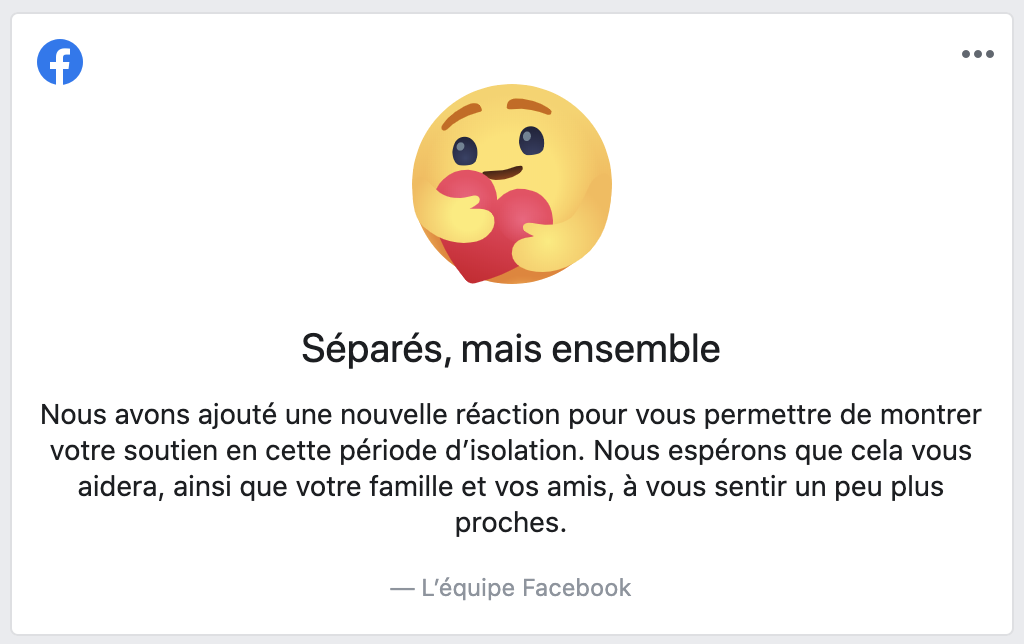 Séparés, mais ensemble
Nous avons ajouté une nouvelle réaction pour vous permettre de montrer
votre soutien en cette période d’isolation. Nous espérons que cela vous
aidera, ainsi que votre famille et vos amis, à vous sentir un peu plus
proches.
— L’équipe Facebook